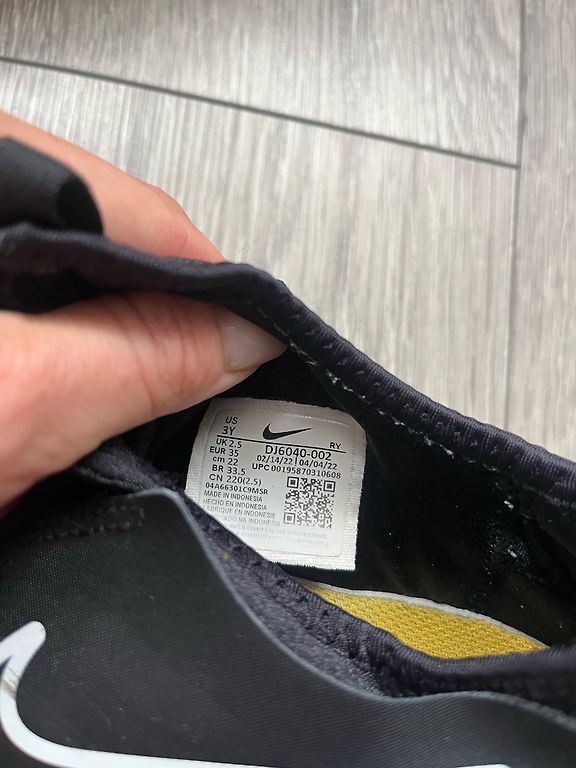 US
3Y
UK 2.5
EUR 35
cm 22
BR 33.5
CN 220(2.5)
04A66301C9MSR
MADE IN INDONESIA
HECHO EN INDONESIA
FABRIQUE EN INDONESIE
INDONESIA
RY
DJ6040-002
02/14/22 | 04/04/22
UPC 00195870310608